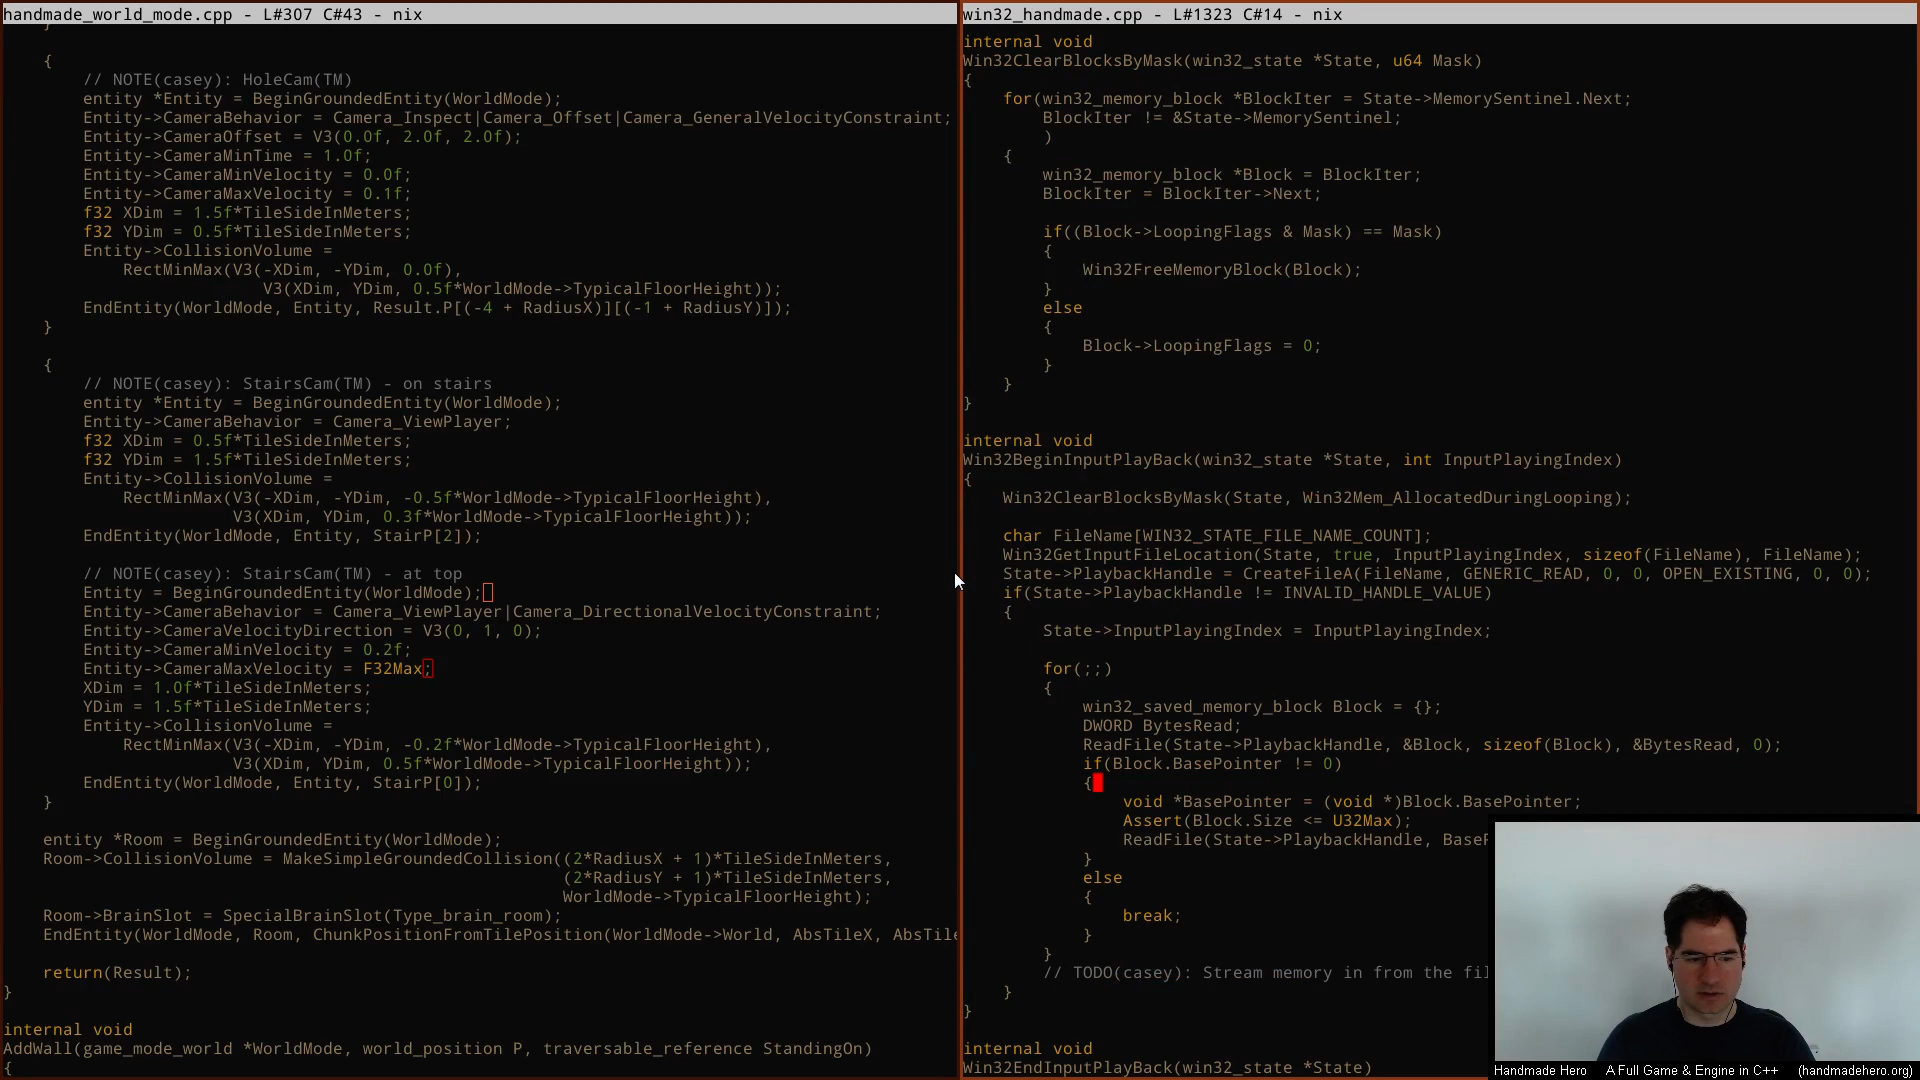 handmade_world_mode.cpp - L#307 C#43 - nix
}
{
// NOTE(casey): HoleCam(TM)
entity *Entity = BeginGroundedEntity(WorldMode);
Entity->CameraBehavior = Camera_Inspect|Camera_Offset|Camera_GeneralVelocityConstraint;
Entity->CameraOffset = V3(0.0f, 2.0f, 2.0f);
Entity->CameraMinTime = 1.0f;
Entity->CameraMinVelocity = 0.0f;
Entity->CameraMaxVelocity = 0.1f;
f32 XDim = 1.5f*TileSideInMeters;
f32 YDim = 0.5f*TileSideInMeters;
Entity->CollisionVolume =
RectMinMax(V3(-XDim, -YDim, 0.0f),
V3(XDim, YDim, 0.5f*WorldMode->TypicalFloorHeight));
EndEntity(WorldMode, Entity, Result.P[(-4 + RadiusX)][(-1 + RadiusY)]);
}
{
// NOTE(casey): StairsCam(TM) - on stairs
entity *Entity = BeginGroundedEntity(WorldMode);
Entity->CameraBehavior = Camera_ViewPlayer;
f32 XDim = 0.5f*TileSideInMeters;
f32 YDim = 1.5f*TileSideInMeters;
Entity->CollisionVolume =
RectMinMax(V3(-XDim, -YDim, -0.5f*WorldMode->TypicalFloorHeight),
V3(XDim, YDim, 0.3f*WorldMode->TypicalFloorHeight));
EndEntity(WorldMode, Entity, StairP[2]);
// NOTE(casey): StairsCam(TM) - at top
Entity = BeginGroundedEntity(WorldMode);
Entity->CameraBehavior = Camera_ViewPlayer|Camera_DirectionalVelocityConstraint;
Entity->CameraVelocityDirection = V3(0, 1, 0);
Entity->CameraMinVelocity = 0.2f;
Entity->CameraMaxVelocity = F32Max;
XDim = 1.0f*TileSideInMeters;
YDim = 1.5f*TileSideInMeters;
Entity->CollisionVolume =
RectMinMax(V3(-XDim, -YDim, -0.2f*WorldMode->TypicalFloorHeight),
V3(XDim, YDim, 0.5f*WorldMode->TypicalFloorHeight));
EndEntity(WorldMode, Entity, StairP[0]);
}
entity *Room = BeginGroundedEntity(WorldMode);
Room->CollisionVolume = MakeSimpleGroundedCollision((2*RadiusX + 1)*TileSideInMeters,
(2*RadiusY + 1)*TileSideInMeters,
WorldMode->TypicalFloorHeight);
Room->BrainSlot = SpecialBrainSlot(Type_brain_room);
EndEntity(WorldMode, Room, ChunkPositionFromTilePosition(WorldMode->World, AbsTileX, AbsTile
return(Result);
}
internal void
AddWall(game_mode_world *WorldMode, world_position P, traversable_reference StandingOn)
{
win32_handmade.cpp - L#1323 C#14 - nix
internal void
Win32ClearBlocksByMask(win32_state *State, u64 Mask)
{
for(win32_memory_block *BlockIter = State->MemorySentinel.Next;
BlockIter != &State->MemorySentinel;
)
{
win32_memory_block *Block = BlockIter;
BlockIter = BlockIter->Next;
if((Block->LoopingFlags & Mask) == Mask)
{
Win32FreeMemoryBlock(Block);
}
else
{
Block->LoopingFlags = 0;
}
}
}
internal void
Win32BeginInputPlayBack(win32_state *State, int InputPlayingIndex)
{
Win32ClearBlocksByMask(State, Win32Mem_AllocatedDuringLooping);
char FileName[WIN32_STATE_FILE_NAME_COUNT];
Win32GetInputFileLocation(State, true, InputPlayingIndex, sizeof(FileName), FileName);
State->PlaybackHandle = CreateFileA(FileName, GENERIC_READ, 0, 0, OPEN_EXISTING, 0, 0);
if(State->PlaybackHandle != INVALID_HANDLE_VALUE)
{
State->InputPlayingIndex = InputPlayingIndex;
for(;;)
{
win32_saved_memory_block Block = {};
DWORD BytesRead;
ReadFile(State->PlaybackHandle, &Block, sizeof(Block), &BytesRead, 0);
if(Block.BasePointer != 0)
{
void *BasePointer = (void *)Block.BasePointer;
Assert(Block.Size <= U32Max);
ReadFile(State->PlaybackHandle, BaseP
}
else
{
break;
}
}
// TODO(casey): Stream memory in from the fil
}
}
internal void
Win32EndInputPlayBack(win32_state *State)
Handmade Hero A Full Game & Engine in C++ (handmadehero.org)